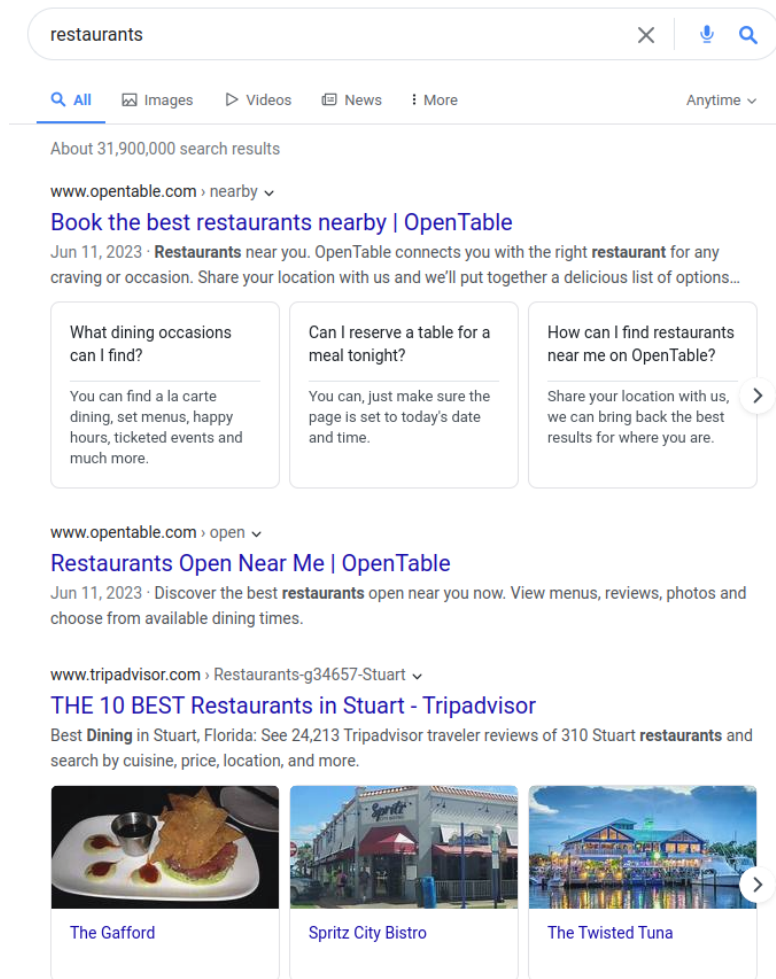 restaurants
All Images Videos News More Anytime
About 31,900,000 search results
www.opentable.com › nearby
Book the best restaurants nearby | OpenTable
Jun 11, 2023 · Restaurants near you. OpenTable connects you with the right restaurant for any
craving or occasion. Share your location with us and we’ll put together a delicious list of options...
What dining occasions
can I find?
You can find a la carte
dining, set menus, happy
hours, ticketed events and
much more.
Can I reserve a table for a
meal tonight?
You can, just make sure the
page is set to today's date
and time.
How can I find restaurants
near me on OpenTable?
Share your location with us,
we can bring back the best
results for where you are.
www.opentable.com › open
Restaurants Open Near Me | OpenTable
Jun 11, 2023 · Discover the best restaurants open near you now. View menus, reviews, photos and
choose from available dining times.
www.tripadvisor.com › Restaurants-g34657-Stuart
THE 10 BEST Restaurants in Stuart - Tripadvisor
Best Dining in Stuart, Florida: See 24,213 Tripadvisor traveler reviews of 310 Stuart restaurants and
search by cuisine, price, location, and more.
Spritz
The Gafford
Spritz City Bistro
The Twisted Tuna